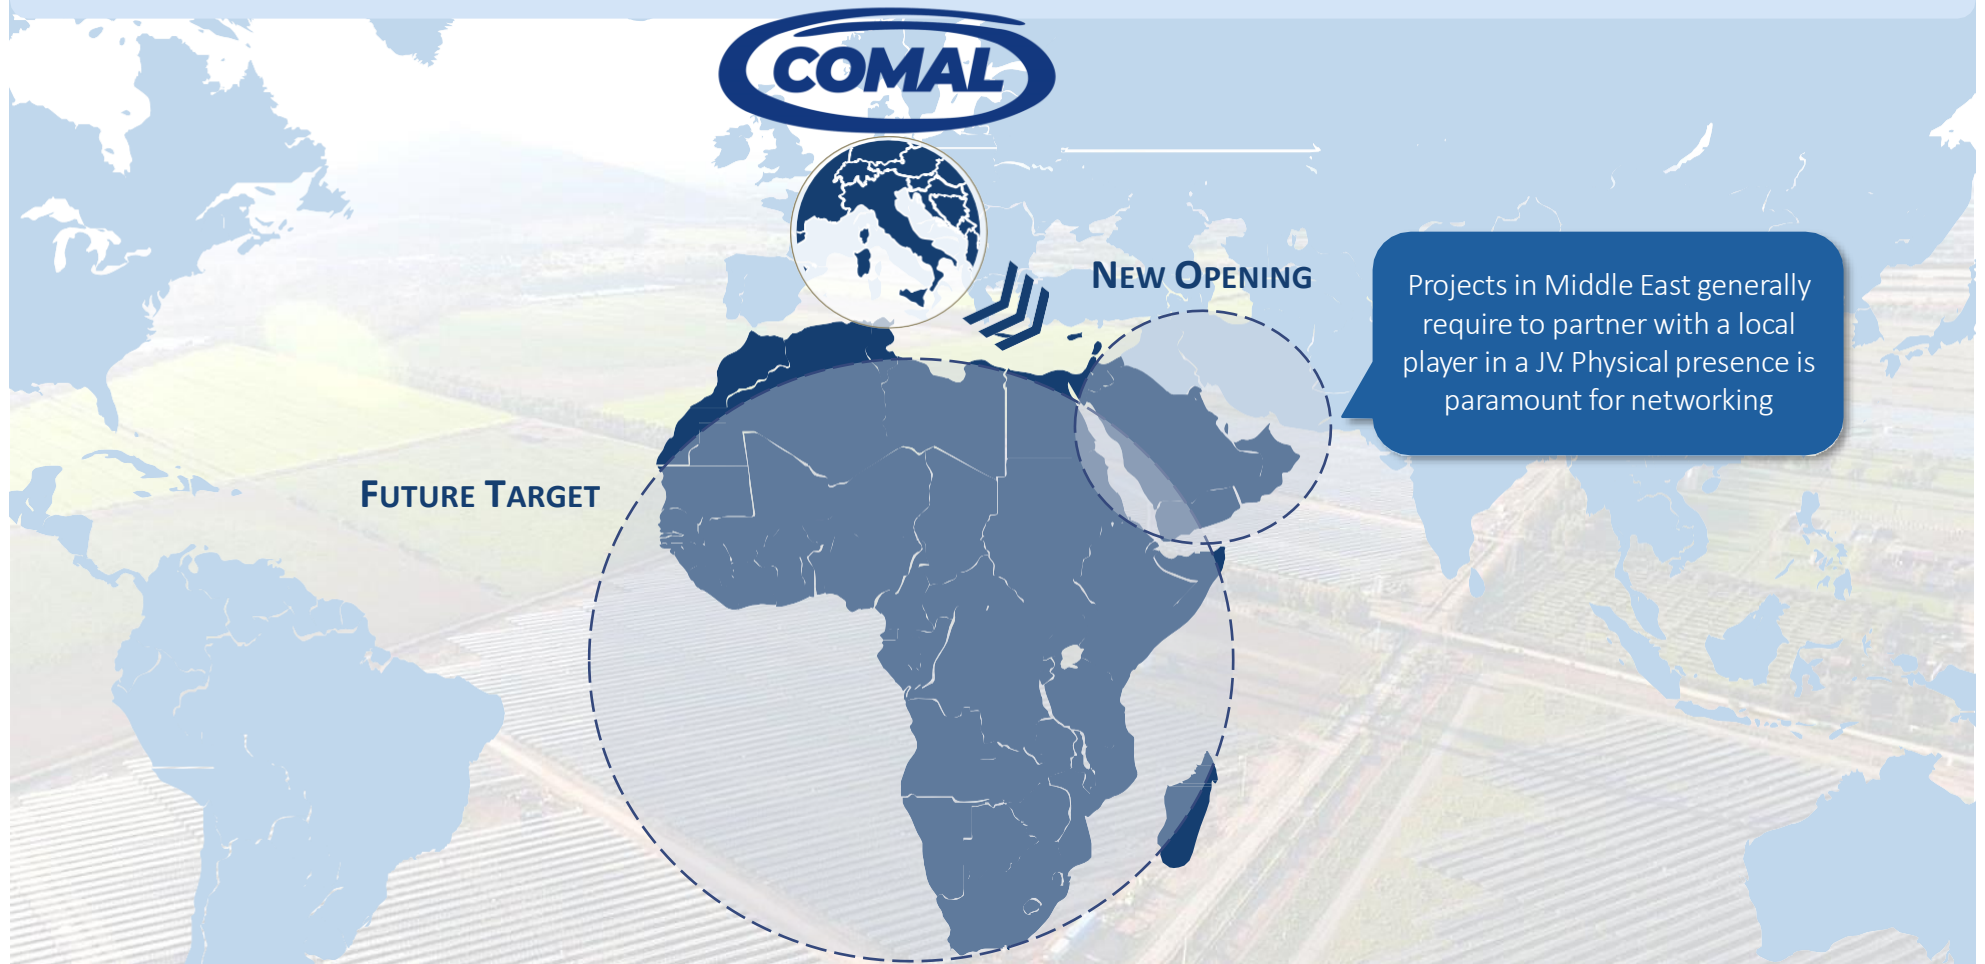 COMAL
NEW OPENING
Projects in Middle East generally
require to partner with a local
player in a JV. Physical presence is
paramount for networking
FUTURE TARGET